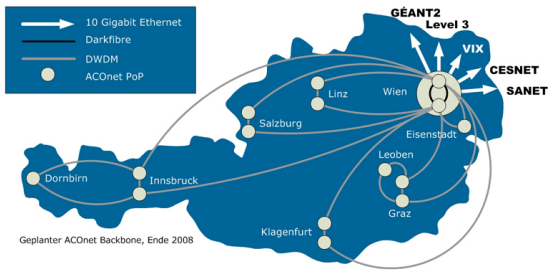 10 Gigabit Ethernet
Darkfibre
DWDM
ACOnet PoP
GÉANT2
Level 3
VIX
CESNET
SANET
Wien
Linz
Salzburg
Eisenstadt
Leoben
Dornbirn
Innsbruck
Graz
Klagenfurt
Geplanter ACOnet Backbone, Ende 2008